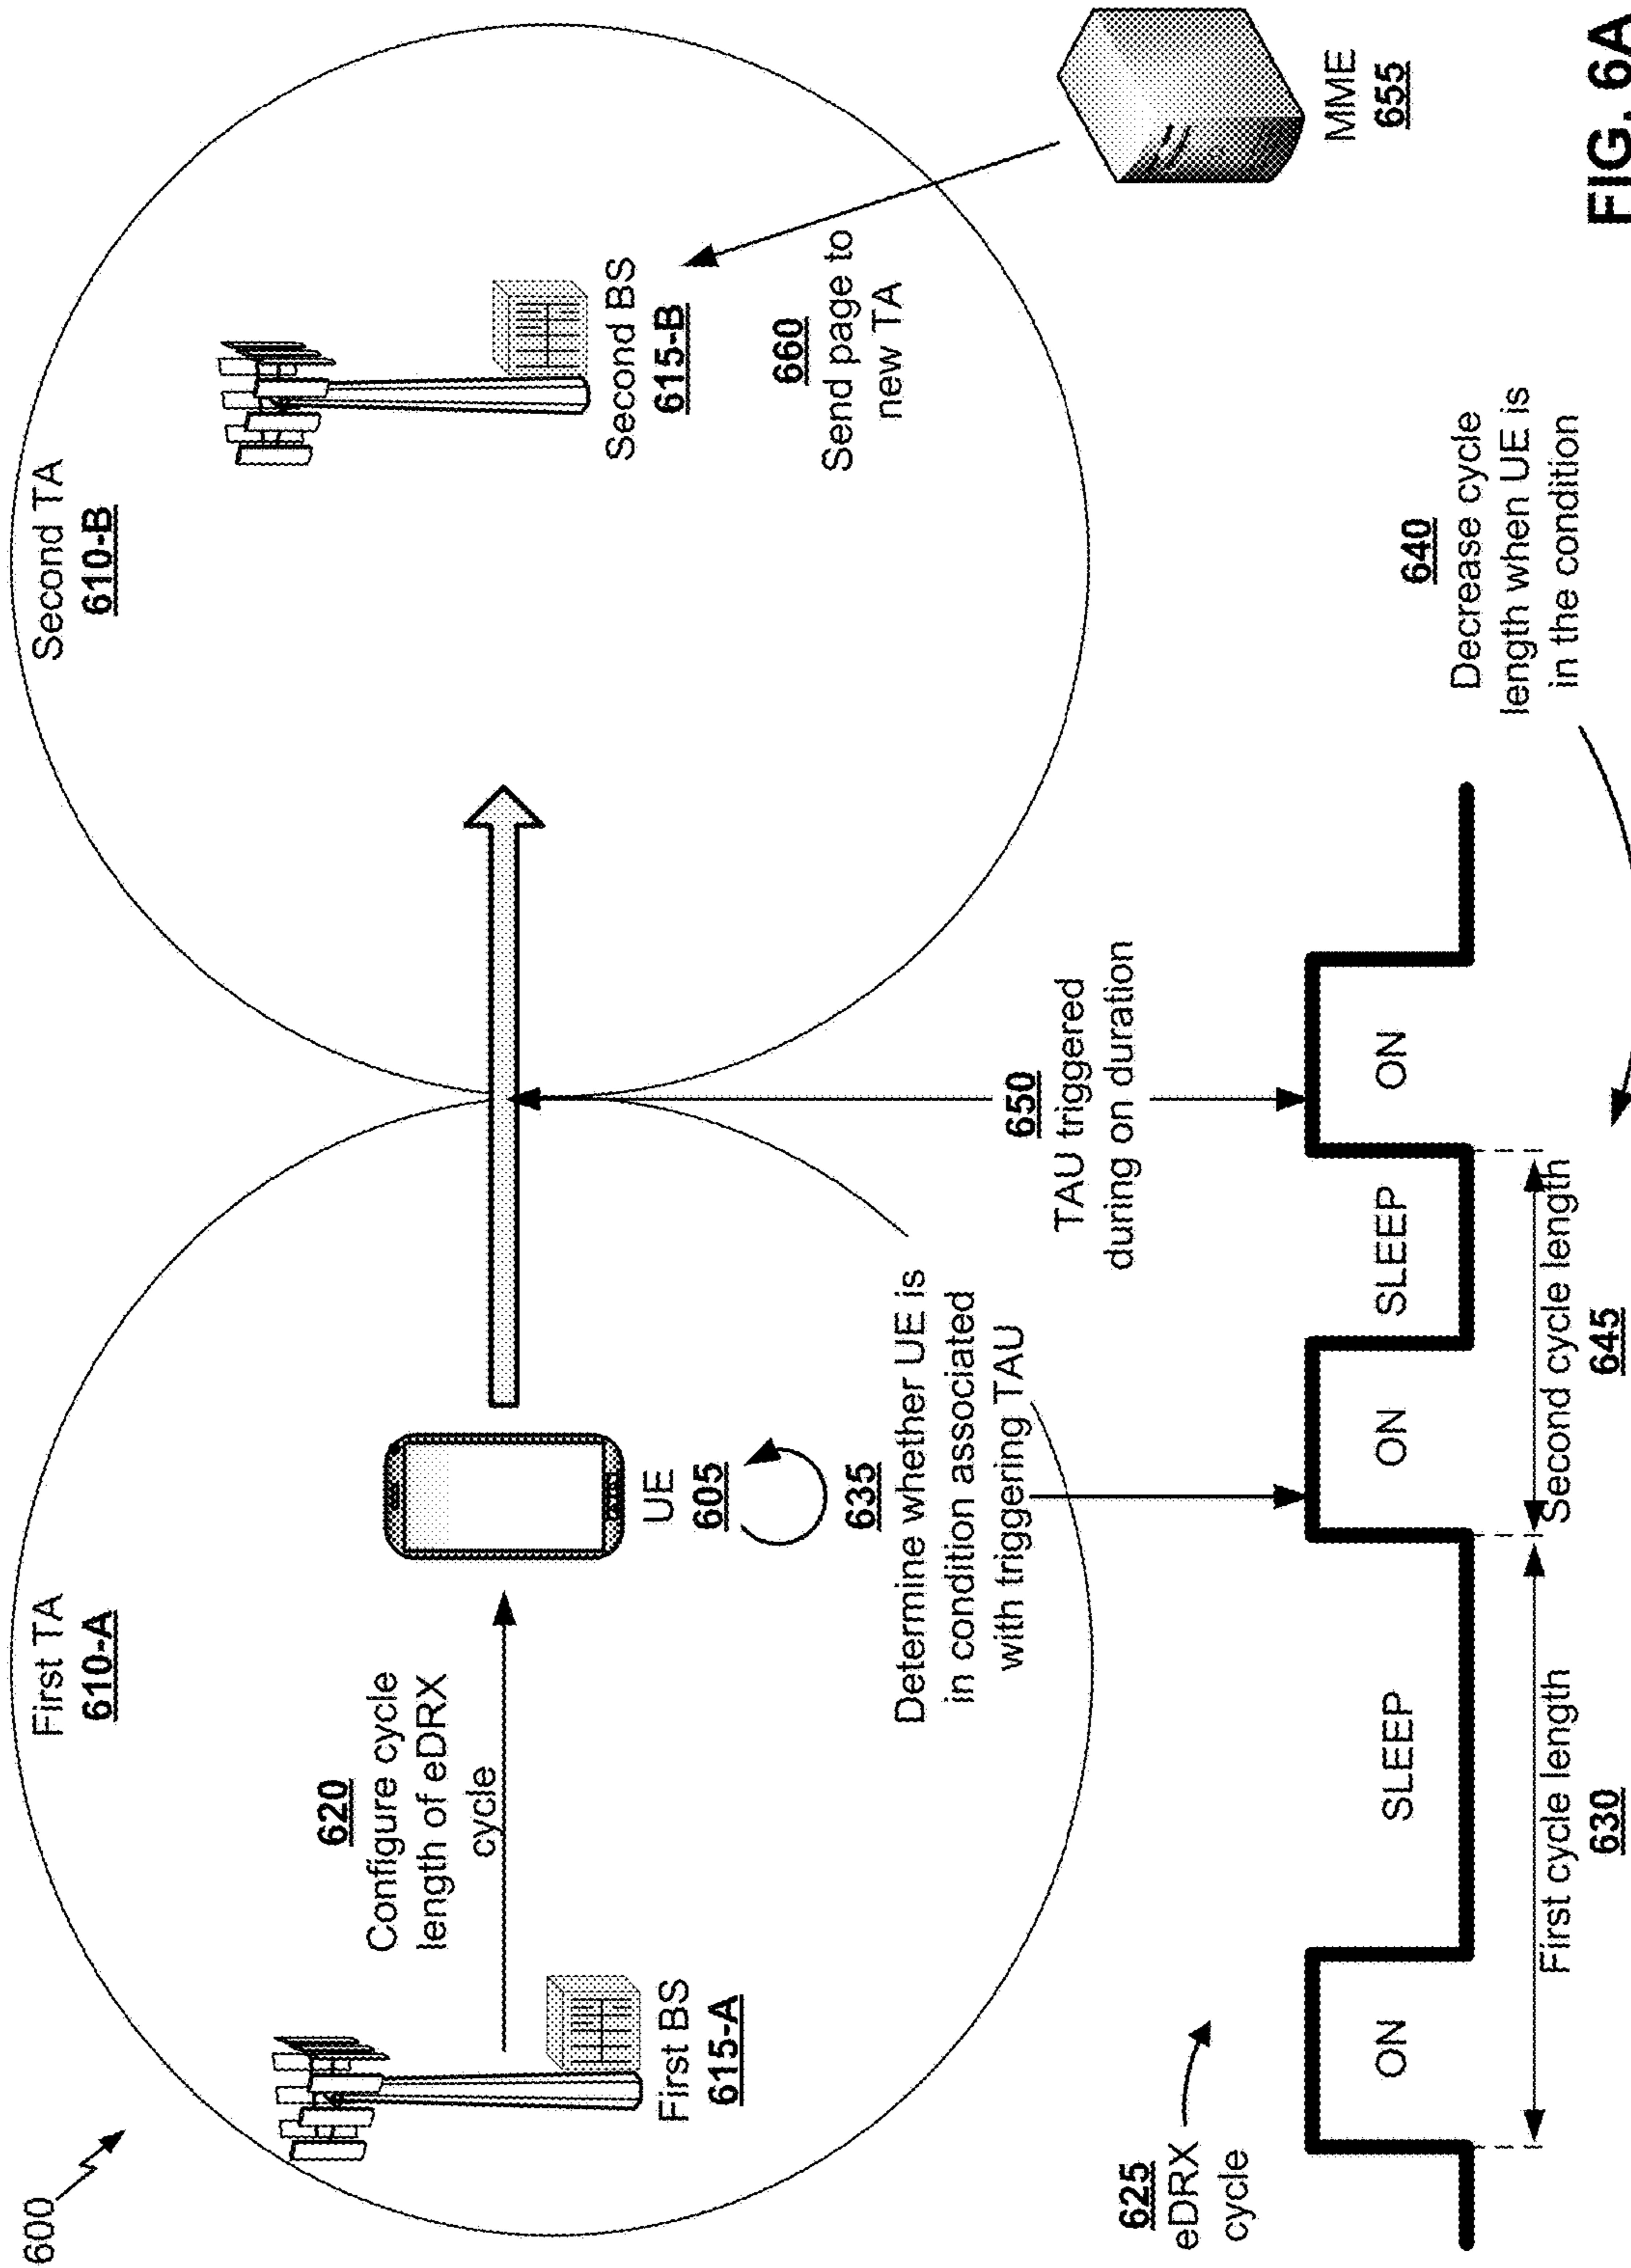 600
First TA
610-A
Second TA
610-B
620
Configure cycle
length of eDRX
cycle
First BS
615-A
UE
605
635
Determine whether UE is
in condition associated
with triggering TAU
Second BS
615-B
660
Send page to
new TA
MME
655
650
TAU triggered
during on duration
625
eDRX
cycle
ON
SLEEP
ON
SLEEP
ON
First cycle length
630
Second cycle length
645
640
Decrease cycle
length when UE is
in the condition
FIG. 6A